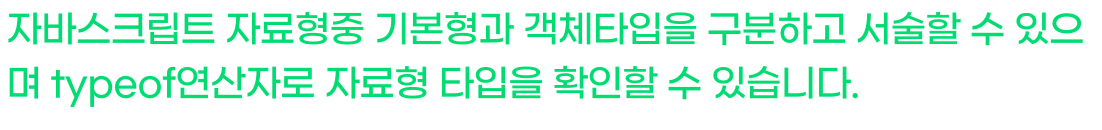 자바스크립트 자료형중 기본형과 객체타입을 구분하고 서술할 수 있으
며 typeof연산자로 자료형 타입을 확인할 수 있습니다.